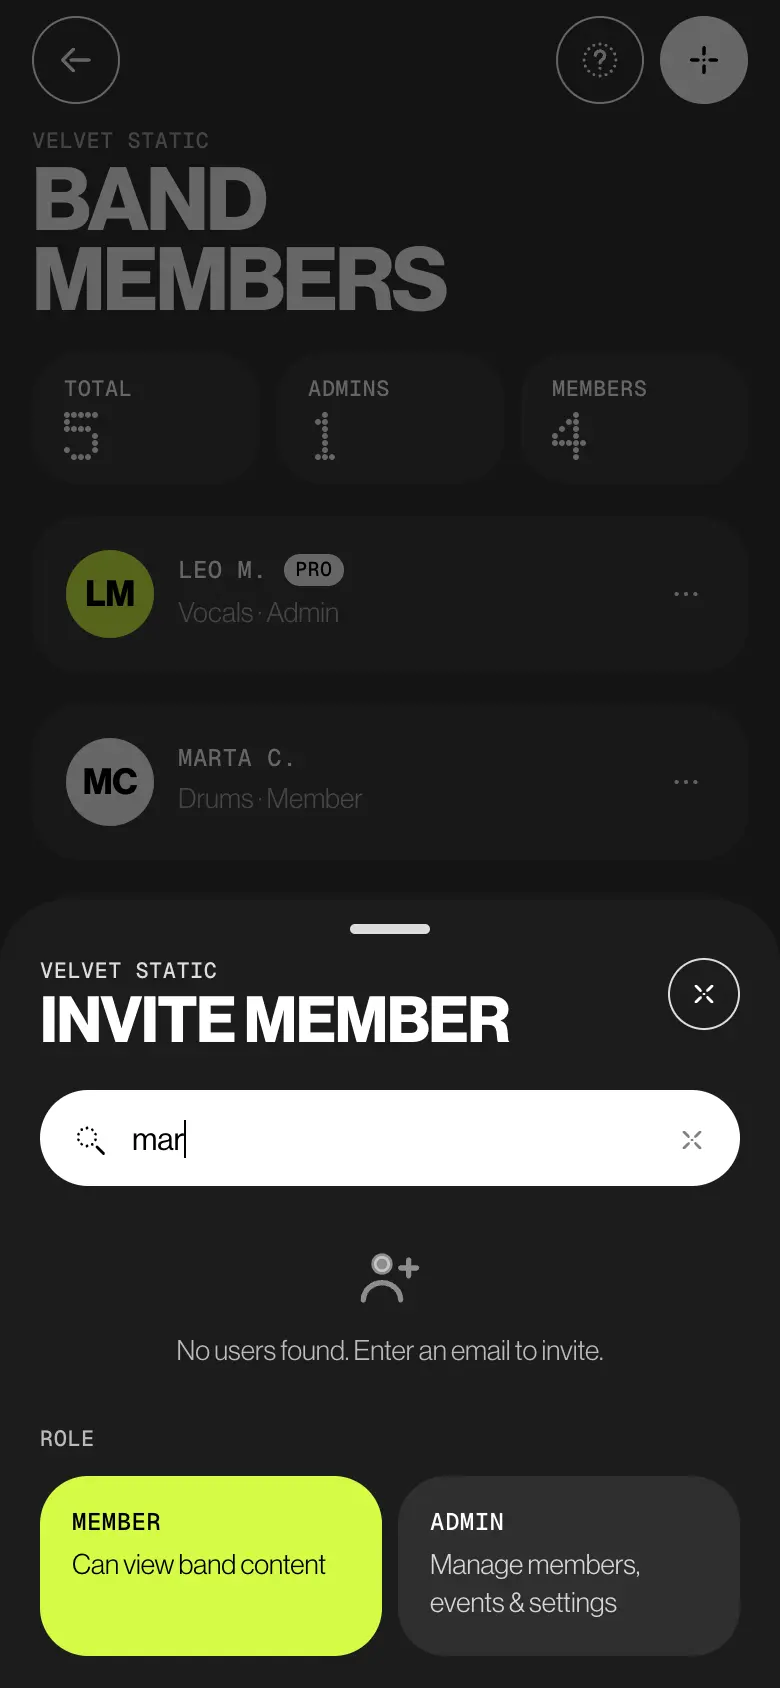 VELVET STATIC
BAND
MEMBERS
TOTAL
5
ADMINS
1
MEMBERS
4
LM
LEO M. PRO
Vocals · Admin
MC
MARTA C.
Drums · Member
VELVET STATIC
INVITE MEMBER
mar
No users found. Enter an email to invite.
ROLE
MEMBER
Can view band content
ADMIN
Manage members,
events & settings